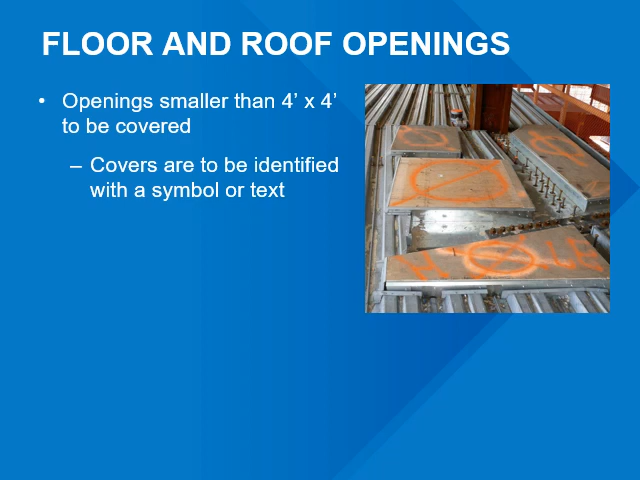 FLOOR AND ROOF OPENINGS
• Openings smaller than 4’ x 4’
to be covered
– Covers are to be identified
with a symbol or text